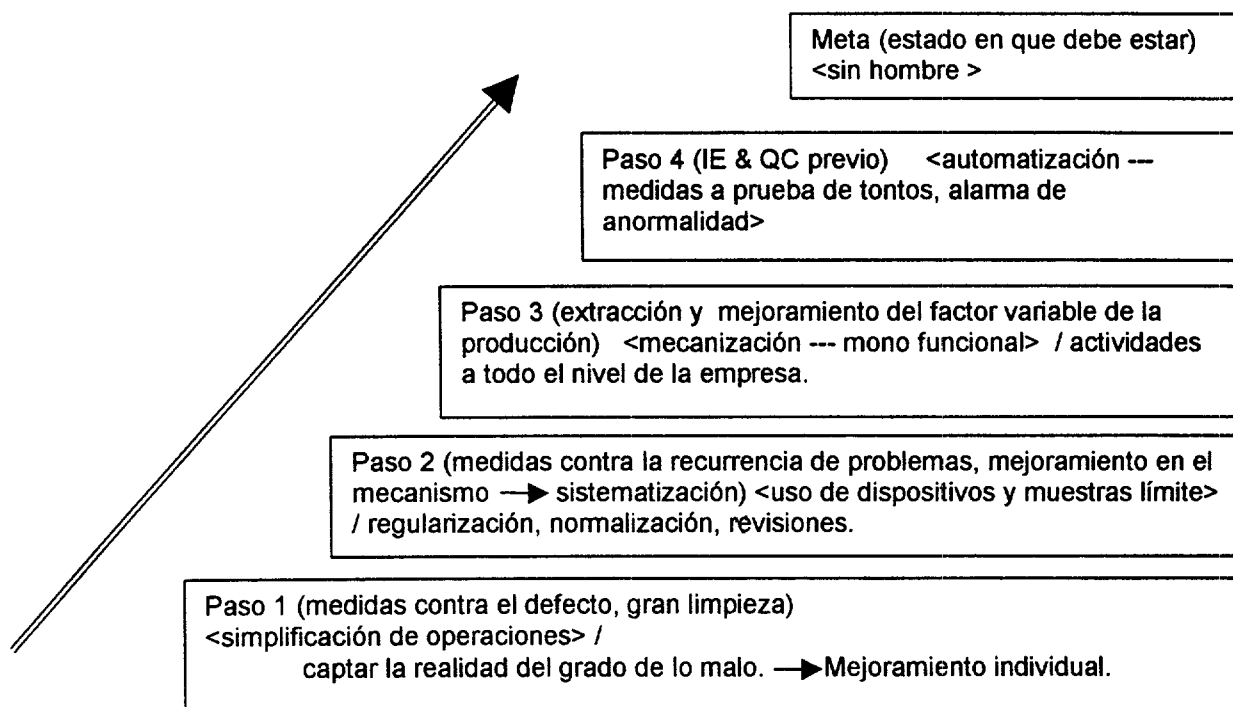 Meta (estado en que debe estar)
<sin hombre >
Paso 4 (IE & QC previo) <automatización ---
medidas a prueba de tontos, alarma de
anormalidad>
Paso 3 (extracción y mejoramiento del factor variable de la
producción) <mecanización --- mono funcional> / actividades
a todo el nivel de la empresa.
Paso 2 (medidas contra la recurrencia de problemas, mejoramiento en el
mecanismo → sistematización) <uso de dispositivos y muestras límite>
/ regularización, normalización, revisiones.
Paso 1 (medidas contra el defecto, gran limpieza)
<simplificación de operaciones> /
captar la realidad del grado de lo malo. → Mejoramiento individual.